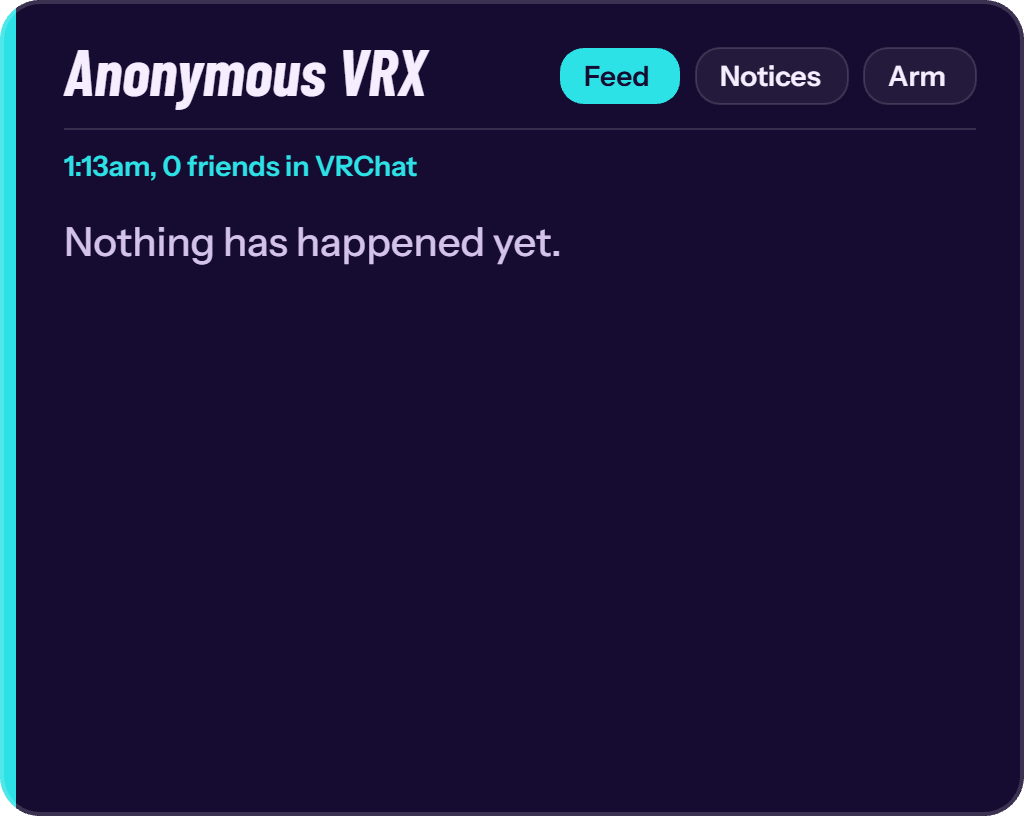 Anonymous VRX
Feed
Notices
Arm
1:13am, 0 friends in VRChat
Nothing has happened yet.